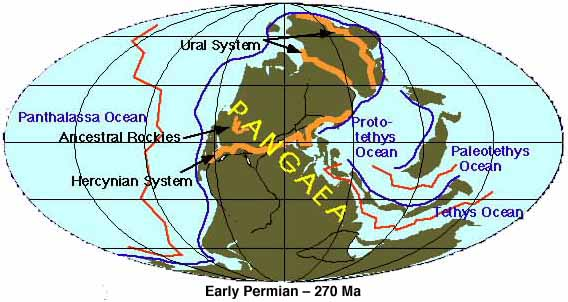 Ural System
Panthalassa Ocean
Ancestral Rockies
Hercynian System
PANGAEA
Proto-
tethys
Ocean
Paleotethys
Ocean
Tethys Ocean
Early Permian – 270 Ma